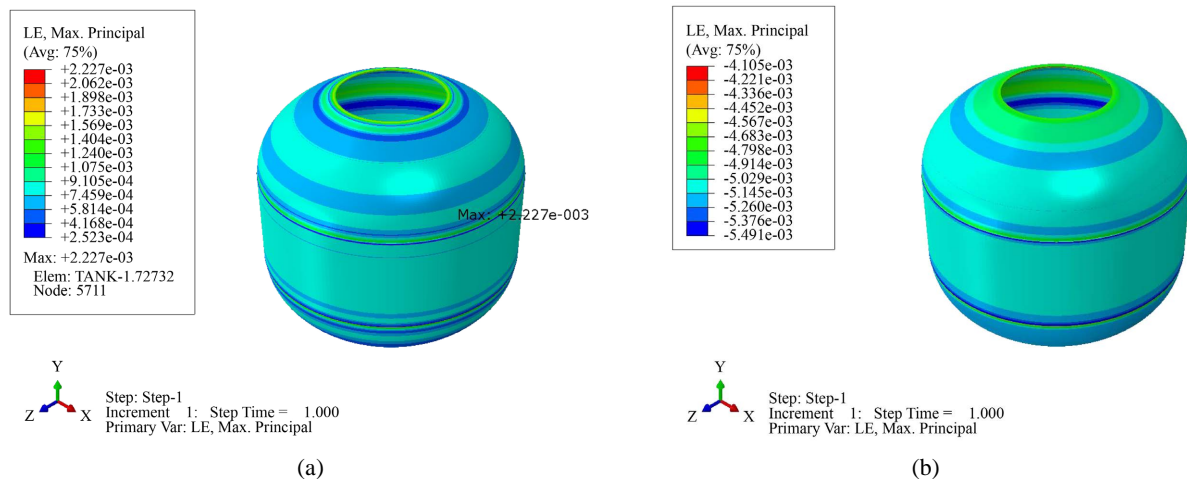 LE, Max. Principal
(Avg: 75%)
+2.227e-03
+2.062e-03
+1.898e-03
+1.733e-03
+1.569e-03
+1.404e-03
+1.240e-03
+1.075e-03
+9.105e-04
+7.459e-04
+5.814e-04
+4.168e-04
+2.523e-04
Max: +2.227e-03
Elem: TANK-1.72732
Node: 5711
Max: +2.227e-003
Y
Z
X
Step: Step-1
Increment 1: Step Time = 1.000
Primary Var: LE, Max. Principal
(a)
LE, Max. Principal
(Avg: 75%)
-4.105e-03
-4.221e-03
-4.336e-03
-4.452e-03
-4.567e-03
-4.683e-03
-4.798e-03
-4.914e-03
-5.029e-03
-5.145e-03
-5.260e-03
-5.376e-03
-5.491e-03
Y
Z
X
Step: Step-1
Increment 1: Step Time = 1.000
Primary Var: LE, Max. Principal
(b)